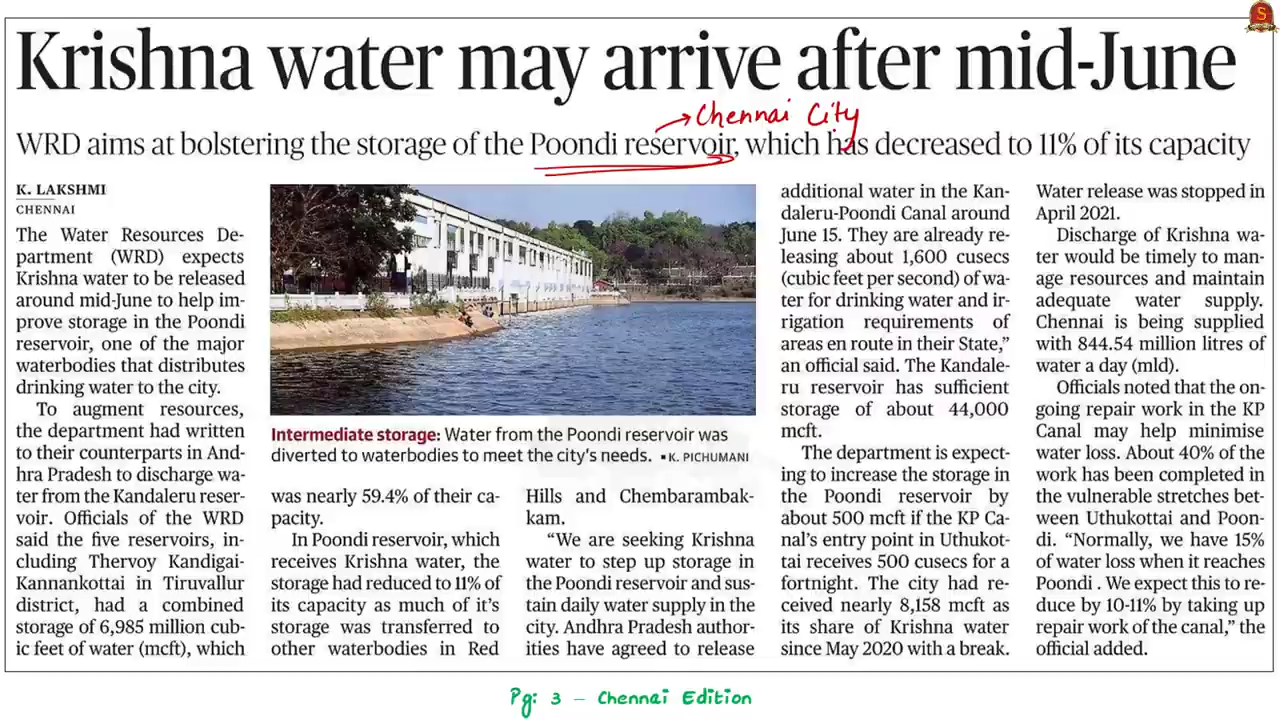 S
Krishna water may arrive after mid-June
→Chennai City
WRD aims at bolstering the storage of the Poondi reservoir, which has decreased to 11% of its capacity
K. LAKSHMI
CHENNAI
The Water Resources De-
partment (WRD) expects
Krishna water to be released
around mid-June to help im-
prove storage in the Poondi
reservoir, one of the major
waterbodies that distributes
drinking water to the city.
To augment resources,
the department had written
to their counterparts in And-
hra Pradesh to discharge wa-
ter from the Kandaleru reser-
voir. Officials of the WRD
said the five reservoirs, in-
cluding Thervoy Kandigai-
Kannankottai in Tiruvallur
district, had a combined
storage of 6,985 million cub-
ic feet of water (mcft), which
Intermediate storage: Water from the Poondi reservoir was
diverted to waterbodies to meet the city's needs. ▪ K. PICHUMANI
was nearly 59.4% of their ca-
pacity.
In Poondi reservoir, which
receives Krishna water, the
storage had reduced to 11% of
its capacity as much of it's
storage was transferred to
other waterbodies in Red
Hills and Chembarambak-
kam.
"We are seeking Krishna
water to step up storage in
the Poondi reservoir and sus-
tain daily water supply in the
city. Andhra Pradesh author-
ities have agreed to release
additional water in the Kan-
daleru-Poondi Canal around
June 15. They are already re-
leasing about 1,600 cusecs
(cubic feet per second) of wa-
ter for drinking water and ir-
rigation requirements of
areas en route in their State,"
an official said. The Kandale-
ru reservoir has sufficient
storage of about 44,000
mcft.
The department is expect-
ing to increase the storage in
the Poondi reservoir by
about 500 mcft if the KP Ca-
nal's entry point in Uthukot-
tai receives 500 cusecs for a
fortnight. The city had re-
ceived nearly 8,158 mcft as
its share of Krishna water
since May 2020 with a break.
Water release was stopped in
April 2021.
Discharge of Krishna wa-
ter would be timely to man-
age resources and maintain
adequate water supply.
Chennai is being supplied
with 844.54 million litres of
water a day (mld).
Officials noted that the on-
going repair work in the KP
Canal may help minimise
water loss. About 40% of the
work has been completed in
the vulnerable stretches bet-
ween Uthukottai and Poon-
di. "Normally, we have 15%
of water loss when it reaches
Poondi . We expect this to re-
duce by 10-11% by taking up
repair work of the canal," the
official added.
Pg: 3 – Chennai Edition